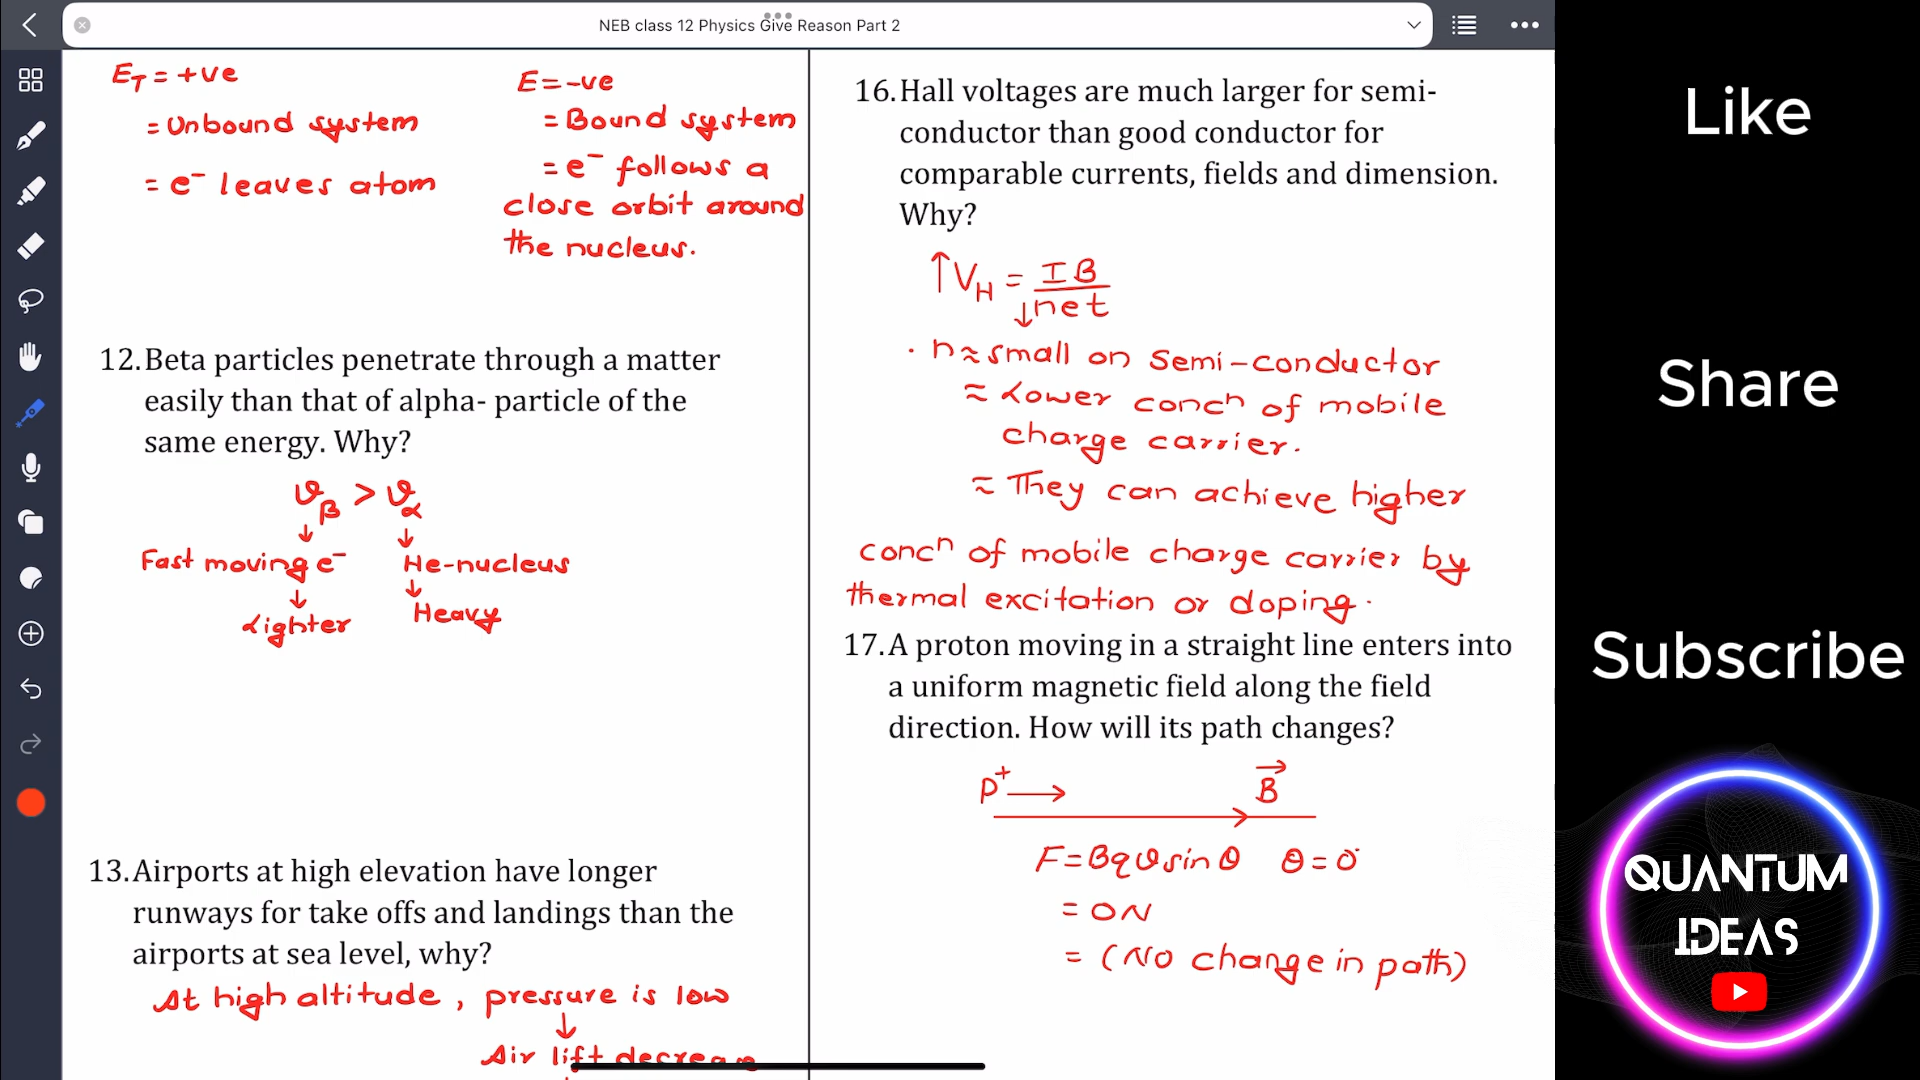 NEB class 12 Physics Give Reason Part 2
E_T = +ve
= Unbound system
= e⁻ leaves atom
E = -ve
= Bound system
= e⁻ follows a
close orbit around
the nucleus.
12. Beta particles penetrate through a matter
easily than that of alpha- particle of the
same energy. Why?
v_β > v_α
↓ ↓
Fast moving e⁻ He-nucleus
↓ ↓
Lighter Heavy
13. Airports at high elevation have longer
runways for take offs and landings than the
airports at sea level, why?
At high altitude, pressure is low
↓
Air lift decrease
16. Hall voltages are much larger for semi-
conductor than good conductor for
comparable currents, fields and dimension.
Why?
↑V_H = IB
↓net
· n ≈ small on semi-conductor
≈ Lower concⁿ of mobile
charge carrier.
≈ They can achieve higher
concⁿ of mobile charge carrier by
thermal excitation or doping.
17. A proton moving in a straight line enters into
a uniform magnetic field along the field
direction. How will its path changes?
P⁺ → B⃗
F = Bqv sin θ θ = 0°
= 0N
= (No change in path)
Like
Share
Subscribe
QUANTUM
IDEAS